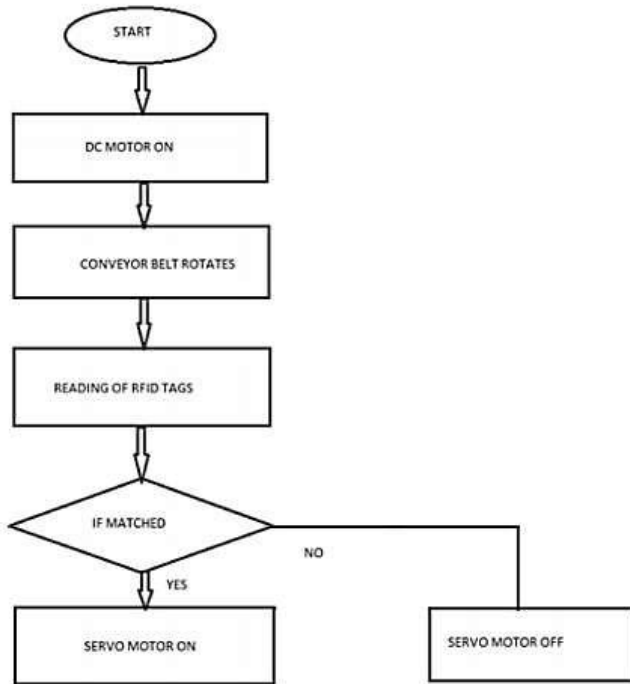 START
DC MOTOR ON
CONVEYOR BELT ROTATES
READING OF RFID TAGS
IF MATCHED
NO
YES
SERVO MOTOR ON
SERVO MOTOR OFF